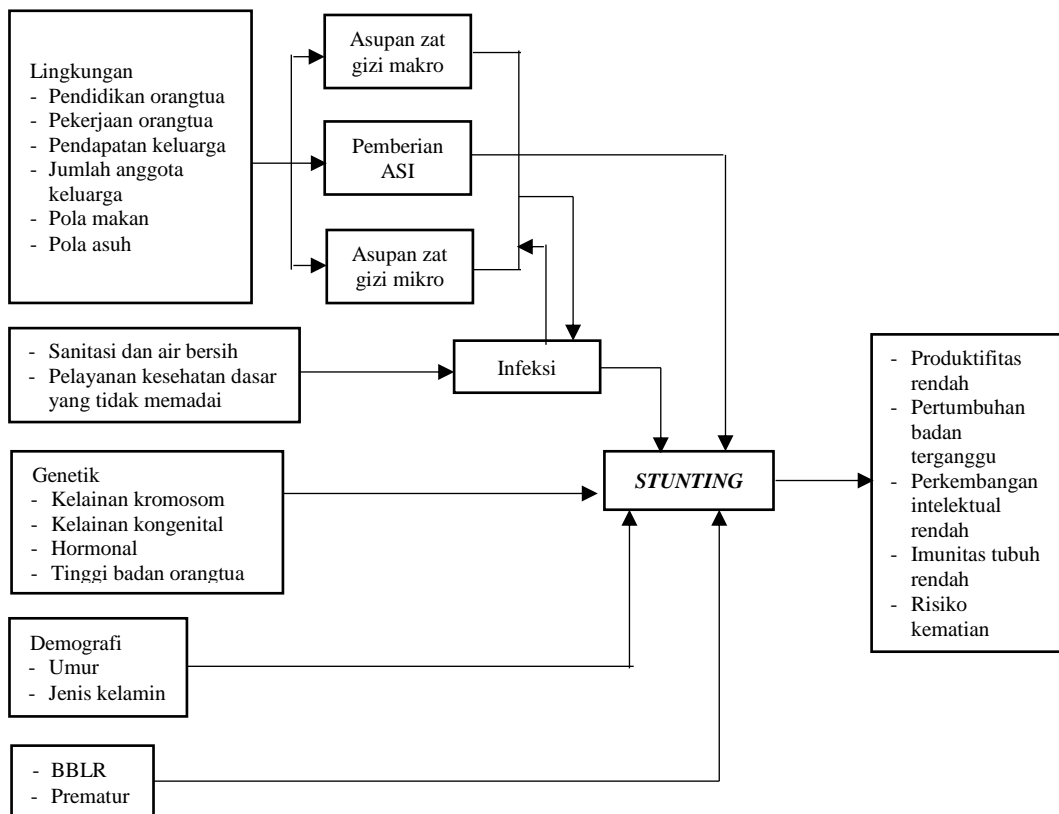 Lingkungan
- Pendidikan orangtua
- Pekerjaan orangtua
- Pendapatan keluarga
- Jumlah anggota
keluarga
- Pola makan
- Pola asuh
Asupan zat
gizi makro
Pemberian
ASI
Asupan zat
gizi mikro
- Sanitasi dan air bersih
- Pelayanan kesehatan dasar
yang tidak memadai
Infeksi
Genetik
- Kelainan kromosom
- Kelainan kongenital
- Hormonal
- Tinggi badan orangtua
STUNTING
- Produktifitas
rendah
- Pertumbuhan
badan
terganggu
- Perkembangan
intelektual
rendah
- Imunitas tubuh
rendah
- Risiko
kematian
Demografi
- Umur
- Jenis kelamin
- BBLR
- Prematur